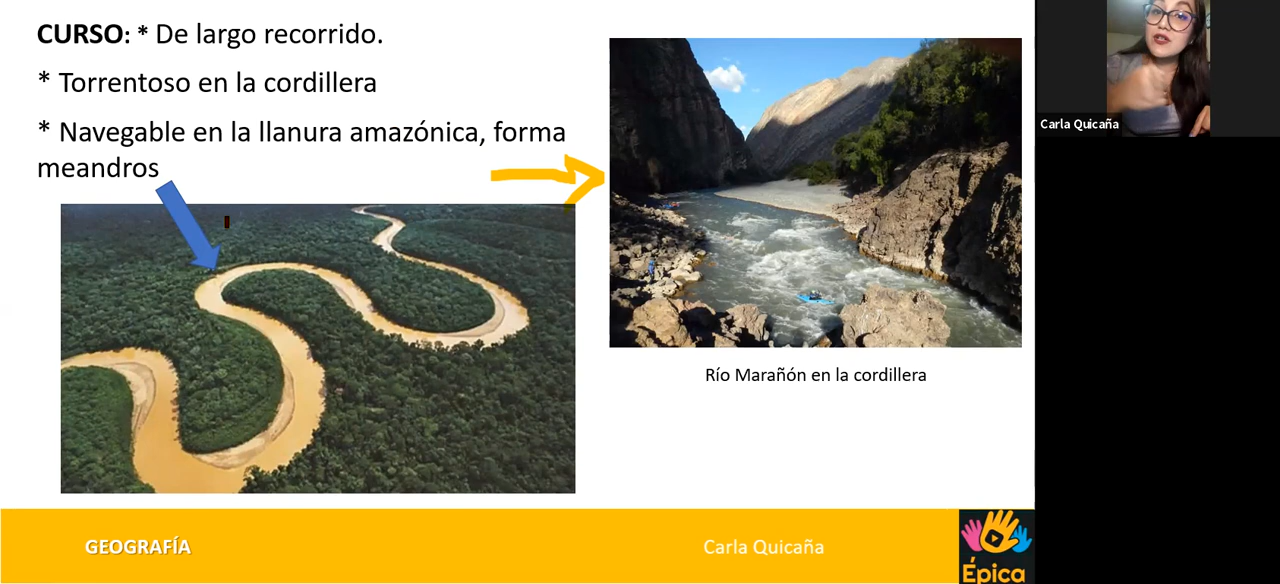 CURSO: * De largo recorrido.
* Torrentoso en la cordillera
* Navegable en la llanura amazónica, forma
meandros
Río Marañón en la cordillera
GEOGRAFÍA
Carla Quicaña
Épica
Carla Quicaña